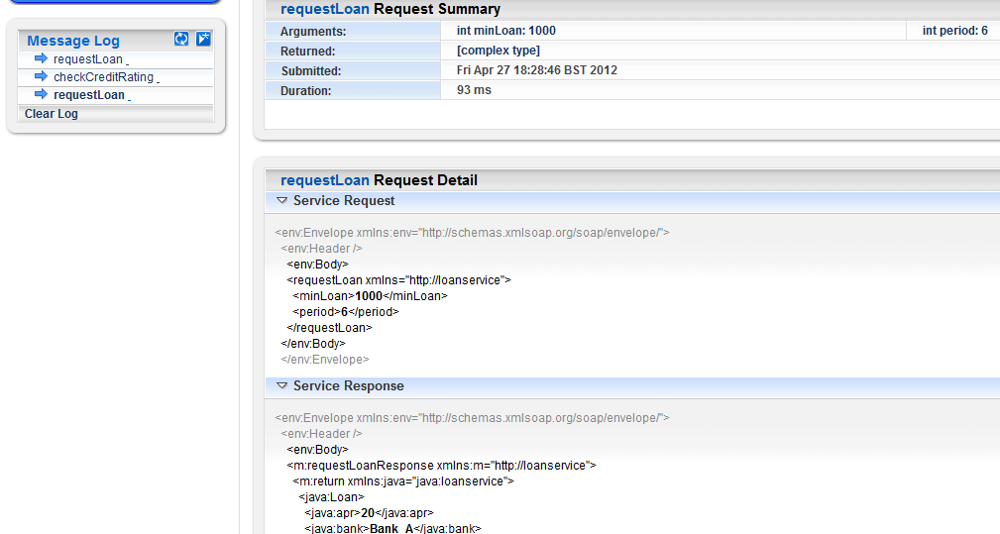 Message Log
requestLoan _
checkCreditRating _
requestLoan _
Clear Log
requestLoan Request Summary
Arguments: int minLoan: 1000 int period: 6
Returned: [complex type]
Submitted: Fri Apr 27 18:28:46 BST 2012
Duration: 93 ms
requestLoan Request Detail
Service Request
<env:Envelope xmlns:env="http://schemas.xmlsoap.org/soap/envelope/">
<env:Header />
<env:Body>
<requestLoan xmlns="http://loanservice">
<minLoan>1000</minLoan>
<period>6</period>
</requestLoan>
</env:Body>
</env:Envelope>
Service Response
<env:Envelope xmlns:env="http://schemas.xmlsoap.org/soap/envelope/">
<env:Header />
<env:Body>
<m:requestLoanResponse xmlns:m="http://loanservice">
<m:return xmlns:java="java:loanservice">
<java:Loan>
<java:apr>20</java:apr>
<java:bank>Bank_A</java:bank>